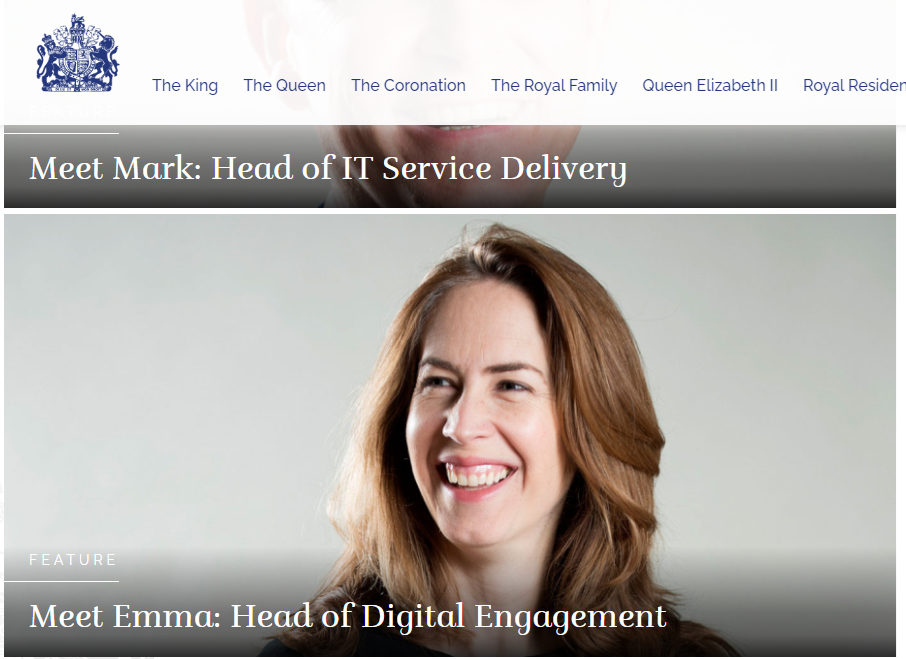 The King The Queen The Coronation The Royal Family Queen Elizabeth II Royal Residen
FEATURE
Meet Mark: Head of IT Service Delivery
FEATURE
Meet Emma: Head of Digital Engagement